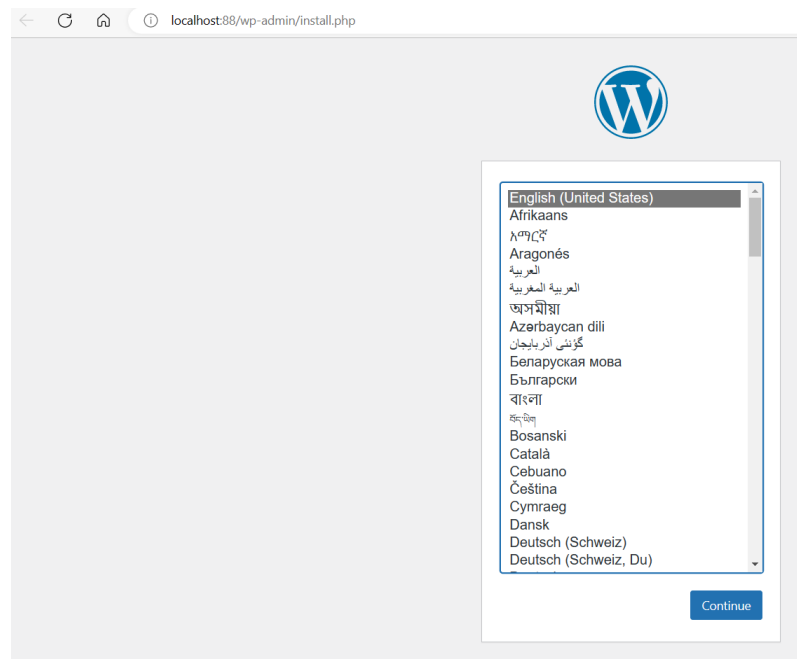 localhost:88/wp-admin/install.php
W
English (United States)
Afrikaans
አማርኛ
Aragonés
العربية
العربية المغربية
অসমীয়া
Azərbaycan dili
گؤنئی آذربایجان
Беларуская мова
Български
বাংলা
བོད་ཡིག
Bosanski
Català
Cebuano
Čeština
Cymraeg
Dansk
Deutsch (Schweiz)
Deutsch (Schweiz, Du)
Continue